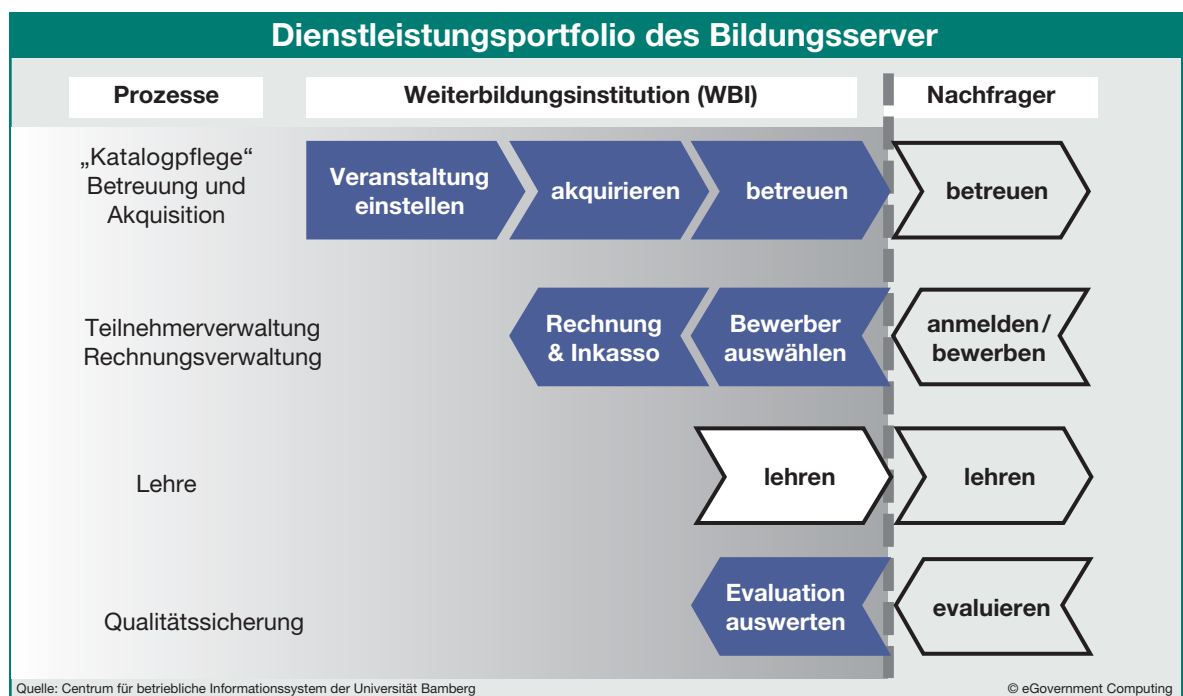 Dienstleistungsportfolio des Bildungsserver
Prozesse
Weiterbildungsinstitution (WBI)
Nachfrager
„Katalogpflege“
Betreuung und
Akquisition
Veranstaltung
einstellen
akquirieren
betreuen
betreuen
Teilnehmerverwaltung
Rechnungsverwaltung
Rechnung
& Inkasso
Bewerber
auswählen
anmelden/
bewerben
Lehre
lehren
lehren
Qualitätssicherung
Evaluation
auswerten
evaluieren
Quelle: Centrum für betriebliche Informationssystem der Universität Bamberg
© eGovernment Computing